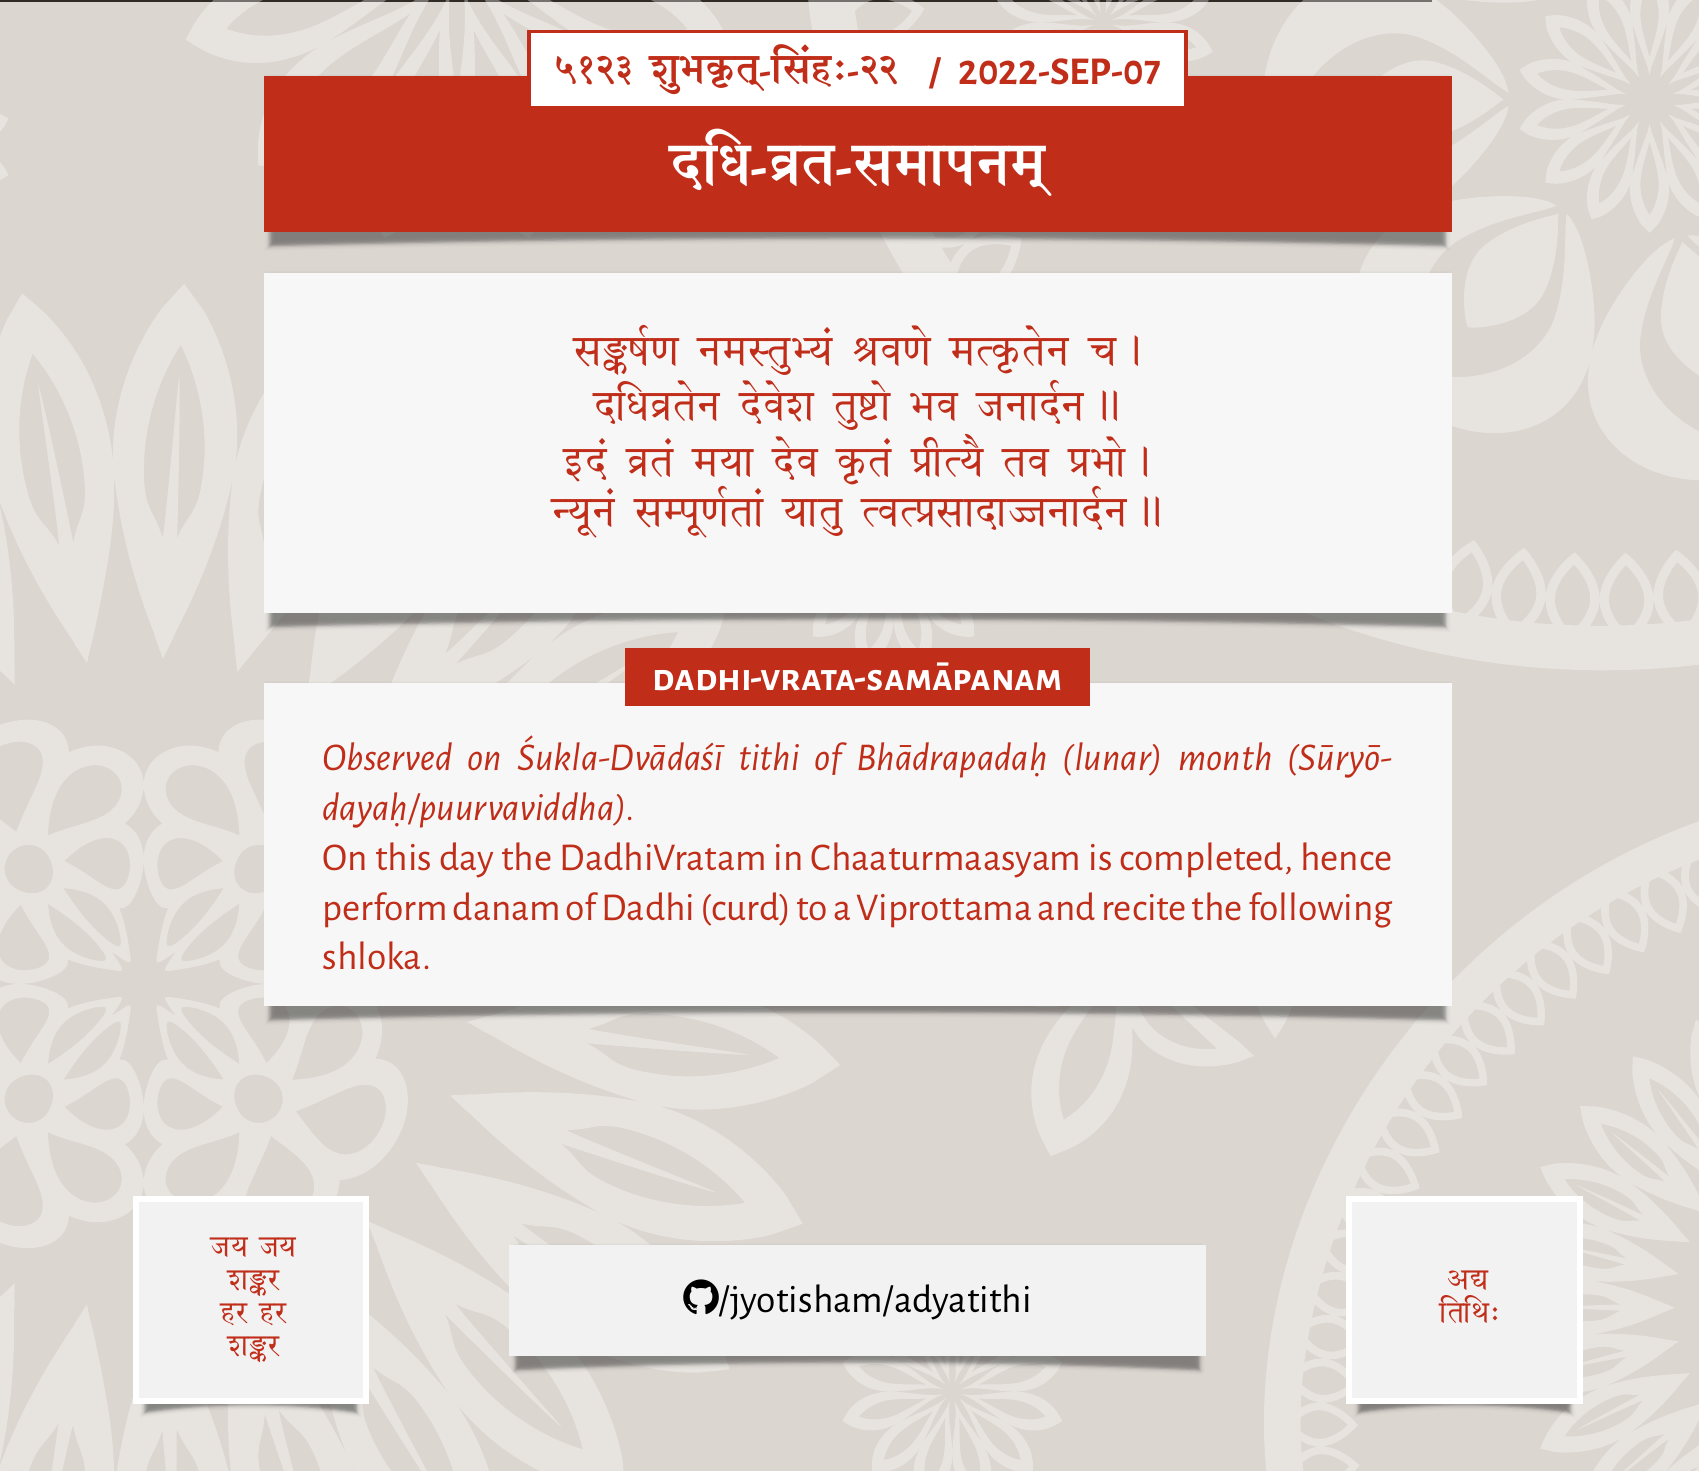 ५१२३ शुभकृत्-सिंहः-२२ / 2022-SEP-07
दधि-व्रत-समापनम्
सङ्कर्षण नमस्तुभ्यं श्रवणे मत्कृतेन च।
दधिव्रतेन देवेश तुष्टो भव जनार्दन॥
इदं व्रतं मया देव कृतं प्रीत्यै तव प्रभो।
न्यूनं सम्पूर्णतां यातु त्वत्प्रसादाज्जनार्दन॥
DADHI-VRATA-SAMĀPANAM
Observed on Śukla-Dvādaśī tithi of Bhādrapadaḥ (lunar) month (Sūryō-
dayaḥ/puurvaviddha).
On this day the DadhiVratam in Chaaturmaasyam is completed, hence
perform danam of Dadhi (curd) to a Viprottama and recite the following
shloka.
जय जय
शङ्कर
हर हर
शङ्कर
/jyotisham/adyatithi
अद्य
तिथिः